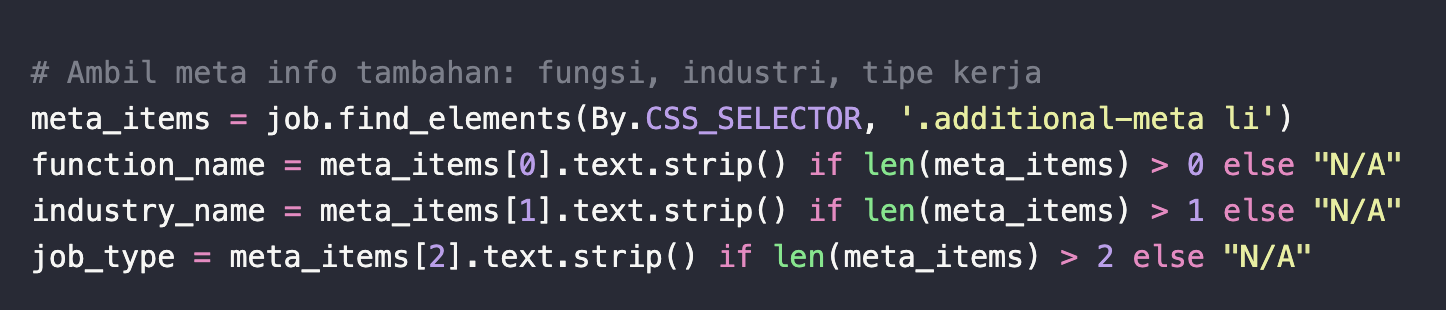 # Ambil meta info tambahan: fungsi, industri, tipe kerja
meta_items = job.find_elements(By.CSS_SELECTOR, '.additional-meta li')
function_name = meta_items[0].text.strip() if len(meta_items) > 0 else "N/A"
industry_name = meta_items[1].text.strip() if len(meta_items) > 1 else "N/A"
job_type = meta_items[2].text.strip() if len(meta_items) > 2 else "N/A"